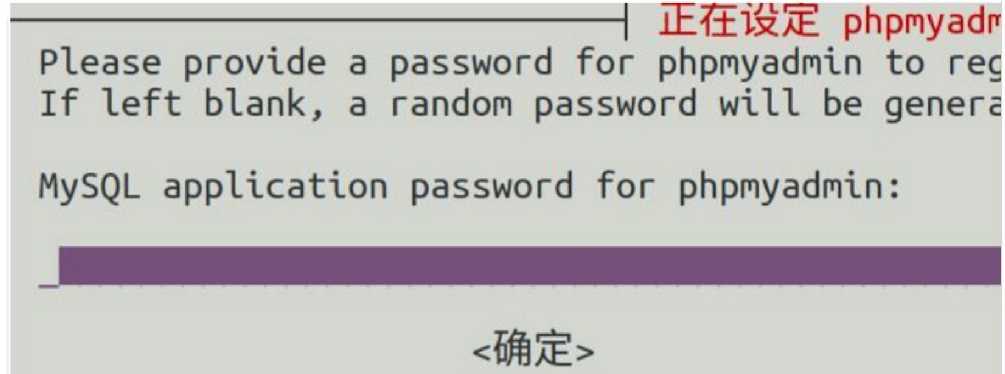 正在设定 phpmyadm
Please provide a password for phpmyadmin to reg
If left blank, a random password will be genera
MySQL application password for phpmyadmin:
<确定>